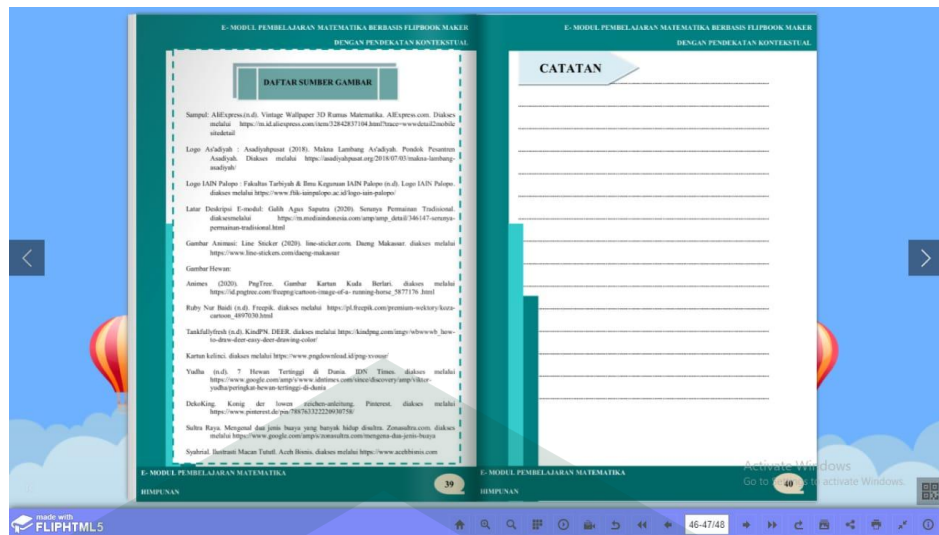 E- MODUL PEMBELAJARAN MATEMATIKA BERBASIS FLIPBOOK MAKER
DENGAN PENDEKATAN KONTEKSTUAL
DAFTAR SUMBER GAMBAR
Sampul: AliExpress.(n.d). Vintage Wallpaper 3D Rumus Matematika. AlExpress.com. Diakses
melalui https://m.id.aliexpress.com/item/32842837104.html?trace=wwwdetail2mobile
sitedetail
Logo As'adiyah : Asadiyahpusat (2018). Makna Lambang As'adiyah. Pondok Pesantren
Asadiyah. Diakses melalui https://asadiyahpusat.org/2018/07/03/makna-lambang-
asadiyah/
Logo IAIN Palopo : Fakultas Tarbiyah & Ilmu Keguruan IAIN Palopo (n.d). Logo IAIN Palopo.
diakses melalui https://www.ftik-iainpalopo.ac.id/logo-iain-palopo/
Latar Deskripsi E-modul: Galih Agus Saputra (2020). Serunya Permainan Tradisional.
diaksesmelalui https://m.mediaindonesia.com/amp/amp_detail/346147-serunya-
permainan-tradisional.html
Gambar Animasi: Line Sticker (2020). line-sticker.com. Daeng Makassar. diakses melalui
https://www.line-stickers.com/daeng-makassar
Gambar Hewan:
Animex (2020). PngTree. Gambar Kartun Kuda Berlari. diakses melalui
https://id.pngtree.com/freepng/cartoon-image-of-a- running-horse_5877176 .html
Ruby Nur Baidi (n.d). Freepik. diakses melalui https://pl.freepik.com/premium-wektory/koza-
cartoon_4897030.html
Tankfallyfresh (n.d). KindPN. DEER. diakses melalui https://kindpng.com/imgv/wbwwwb_how-
to-draw-deer-easy-deer-drawing-color/
Kartun kelinci. diakses melalui https://www.pngdownload.id/png-
Yudha (n.d). 7 Hewan Tertinggi di Dunia. IDN Times. diakses melalui
https://www.google.com/amp/s/www.idntimes.com/since/discovery/amp/viktor-
yudha/peringkat-hewan-tertinggi-di-dunia
DekoKing. Konig der lowen zeichen-anleitung. Pinterest. diakses melalui
https://www.pinterest.de/pin/788763322220930758/
Sultra Raya. Mengenal dua jenis buaya yang banyak hidup disultra. Zonasultra.com. diakses
melalui https://www.google.com/amp/s/zonasultra.com/mengena-dua-jenis-buaya
Syahrial. Ilustrasi Macan Tutul. Aceh Bisnis. diakses melalui https://www.acehbisnis.com
E- MODUL PEMBELAJARAN MATEMATIKA
HIMPUNAN
39
E- MODUL PEMBELAJARAN MATEMATIKA BERBASIS FLIPBOOK MAKER
DENGAN PENDEKATAN KONTEKSTUAL
CATATAN
E- MODUL PEMBELAJARAN MATEMATIKA
HIMPUNAN
40
Activate Windows
Go to Settings to activate Windows.
made with
FLIPHTML5
46-47/48